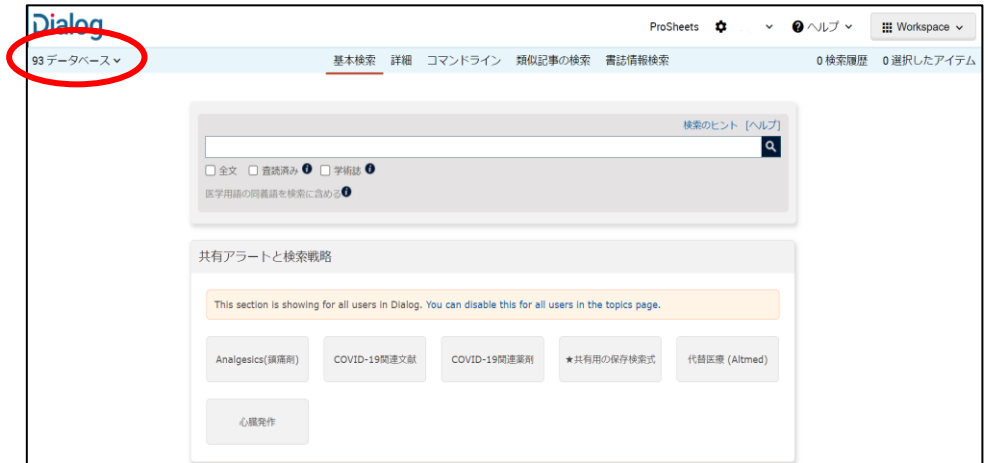 Dialog
ProSheets ヘルプ Workspace
93 データベース 基本検索 詳細 コマンドライン 類似記事の検索 書誌情報検索 0 検索履歴 0 選択したアイテム
検索のヒント [ヘルプ]
全文 査読済み 学術誌
医学用語の同義語を検索に含める
共有アラートと検索戦略
This section is showing for all users in Dialog. You can disable this for all users in the topics page.
Analgesics(鎮痛剤) COVID-19関連文献 COVID-19関連薬剤 ★共有用の保存検索式 代替医療 (Altmed)
心臓発作